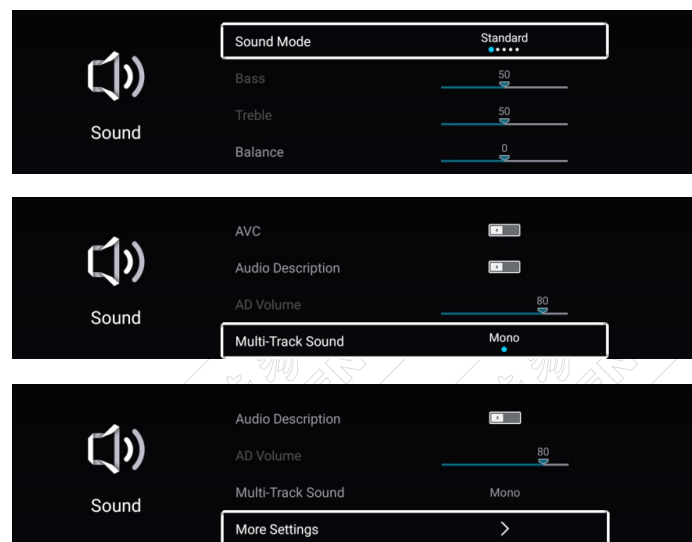 Sound Mode Standard
Bass 50
Treble 50
Sound
Balance 0
AVC
Audio Description
AD Volume 80
Sound
Multi-Track Sound Mono
Audio Description
AD Volume 80
Multi-Track Sound Mono
Sound
More Settings >